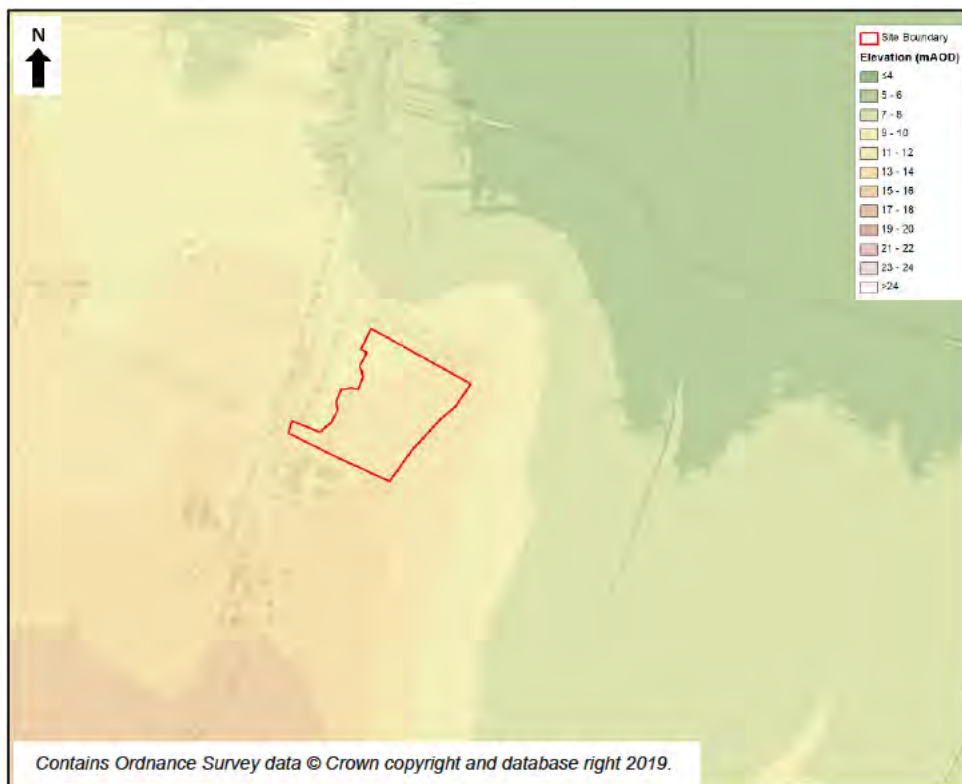 N
Site Boundary
Elevation (mAOD)
≤4
5 - 6
7 - 8
9 - 10
11 - 12
13 - 14
15 - 16
17 - 18
19 - 20
21 - 22
23 - 24
>24
Contains Ordnance Survey data © Crown copyright and database right 2019.